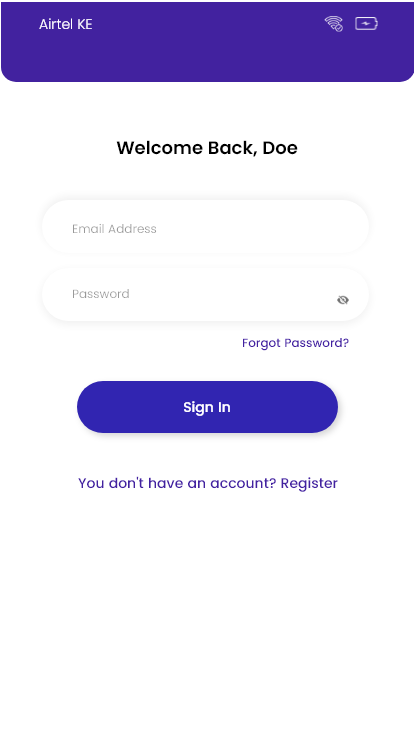 Airtel KE
Welcome Back, Doe
Email Address
Password
Forgot Password?
Sign In
You don't have an account? Register